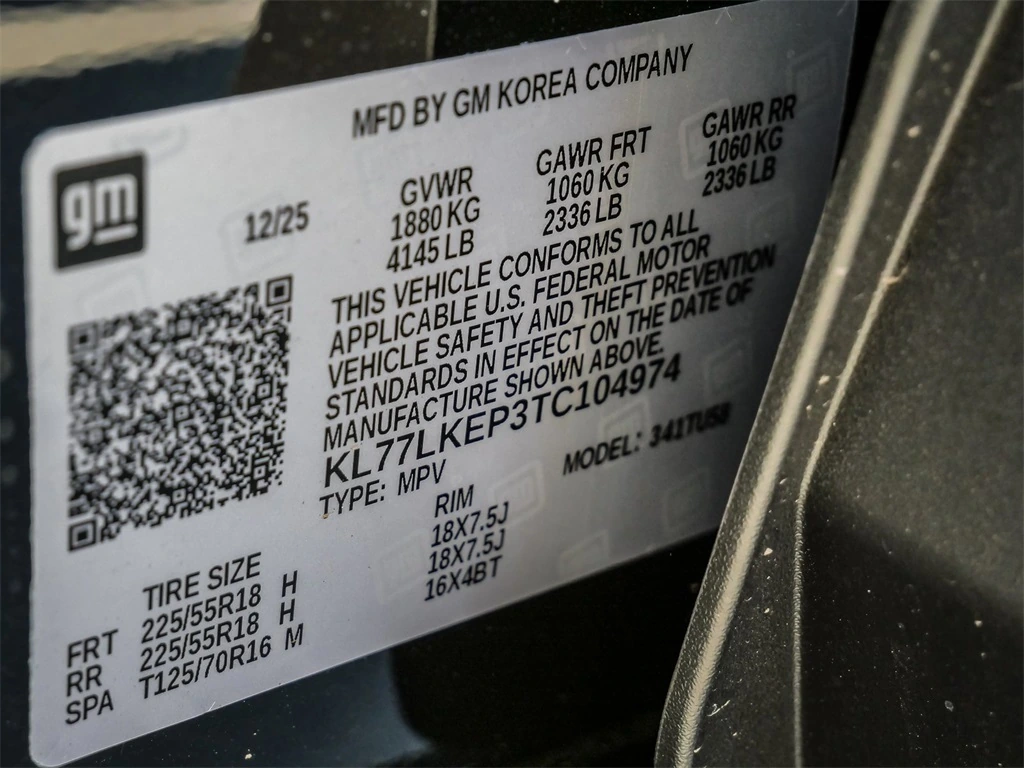 MFD BY GM KOREA COMPANY
gm
12/25
GVWR GAWR FRT GAWR RR
1880 KG 1060 KG 1060 KG
4145 LB 2336 LB 2336 LB
THIS VEHICLE CONFORMS TO ALL
APPLICABLE U.S. FEDERAL MOTOR
VEHICLE SAFETY AND THEFT PREVENTION
STANDARDS IN EFFECT ON THE DATE OF
MANUFACTURE SHOWN ABOVE.
KL77LKEP3TC104974
TYPE: MPV MODEL: 341TU58
TIRE SIZE RIM
FRT 225/55R18 H 18X7.5J
RR 225/55R18 H 18X7.5J
SPA T125/70R16 M 16X4BT